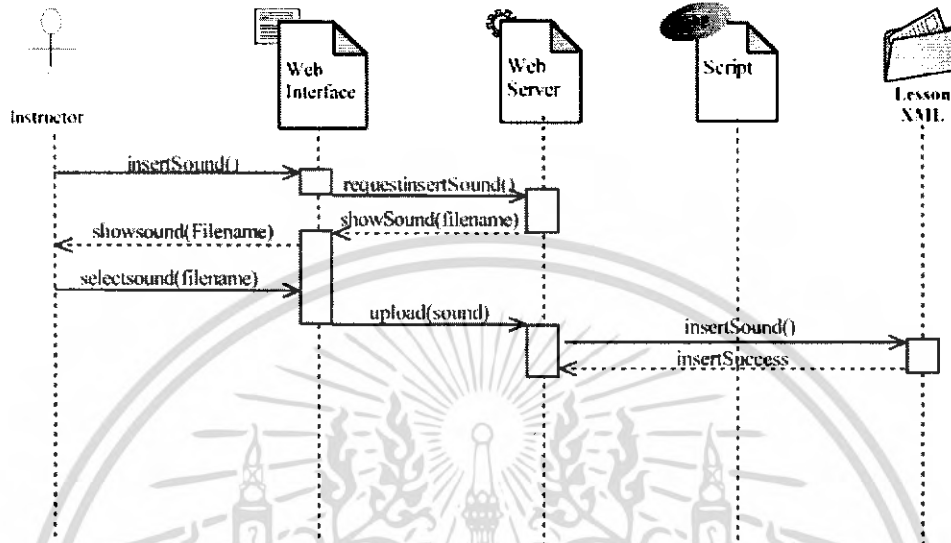 Instructor
Web
Interface
Web
Server
Script
Lesson
XML
insertSound()
requestinsertSound()
showSound(filename)
showsound(Filename)
selectsound(filename)
upload(sound)
insertSound()
insertSuccess